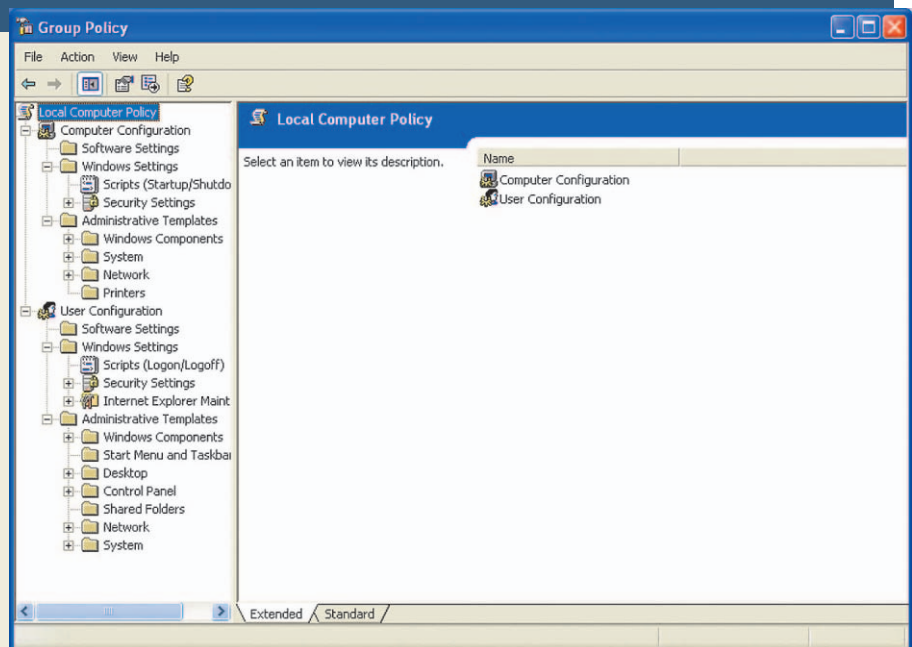 Group Policy
File Action View Help
Local Computer Policy
Computer Configuration
Software Settings
Windows Settings
Scripts (Startup/Shutdo
Security Settings
Administrative Templates
Windows Components
System
Network
Printers
User Configuration
Software Settings
Windows Settings
Scripts (Logon/Logoff)
Security Settings
Internet Explorer Maint
Administrative Templates
Windows Components
Start Menu and Taskbar
Desktop
Control Panel
Shared Folders
Network
System
Local Computer Policy
Select an item to view its description.
Name
Computer Configuration
User Configuration
Extended Standard